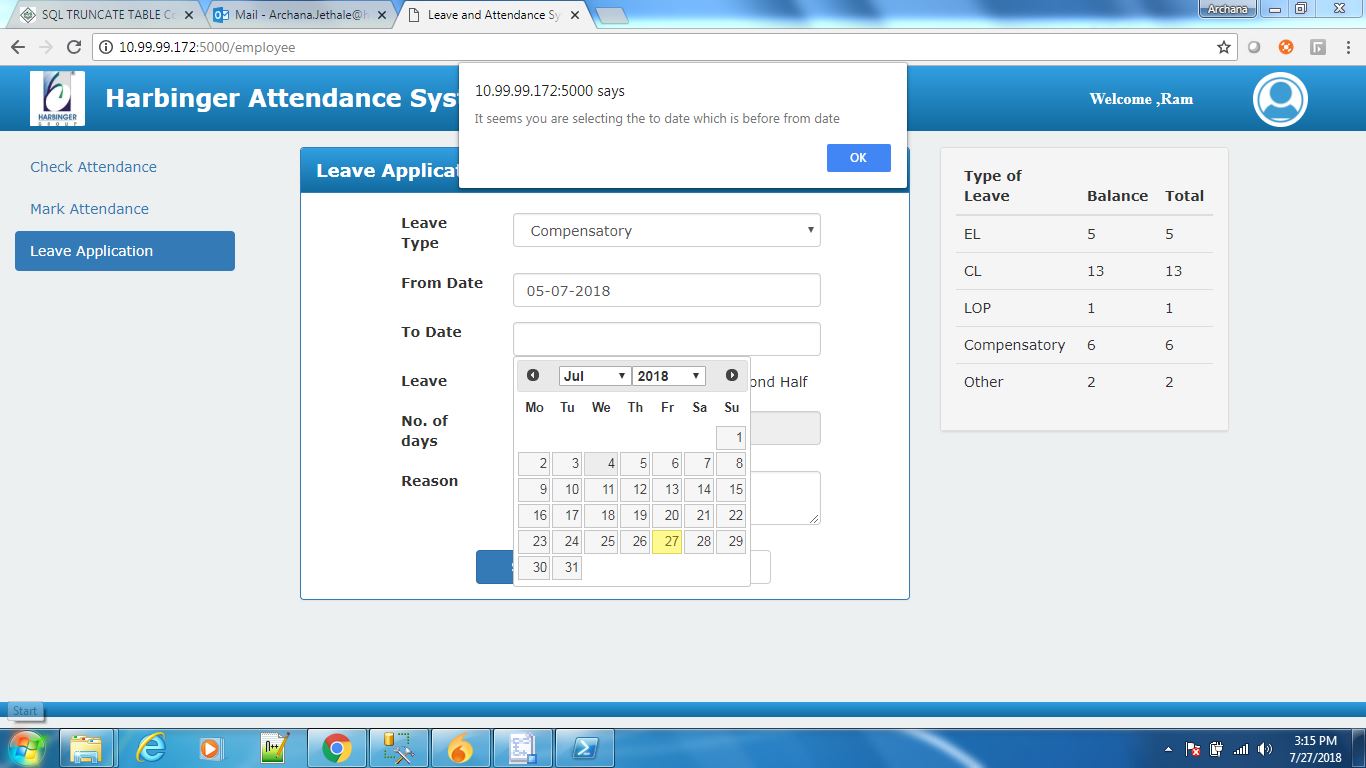 Archana
SQL TRUNCATE TABLE Co
Mail - Archana.Jethale@h
Leave and Attendance Sy
10.99.99.172:5000/employee
HARBINGER
GROUP
Harbinger Attendance Sys
Welcome ,Ram
10.99.99.172:5000 says
It seems you are selecting the to date which is before from date
OK
Check Attendance
Mark Attendance
Leave Application
Leave Applica
Leave Type
Compensatory
From Date
05-07-2018
To Date
Leave
ond Half
No. of days
Reason
S
Jul 2018
Mo Tu We Th Fr Sa Su
1
2 3 4 5 6 7 8
9 10 11 12 13 14 15
16 17 18 19 20 21 22
23 24 25 26 27 28 29
30 31
Type of Leave Balance Total
EL 5 5
CL 13 13
LOP 1 1
Compensatory 6 6
Other 2 2
Start
3:15 PM
7/27/2018